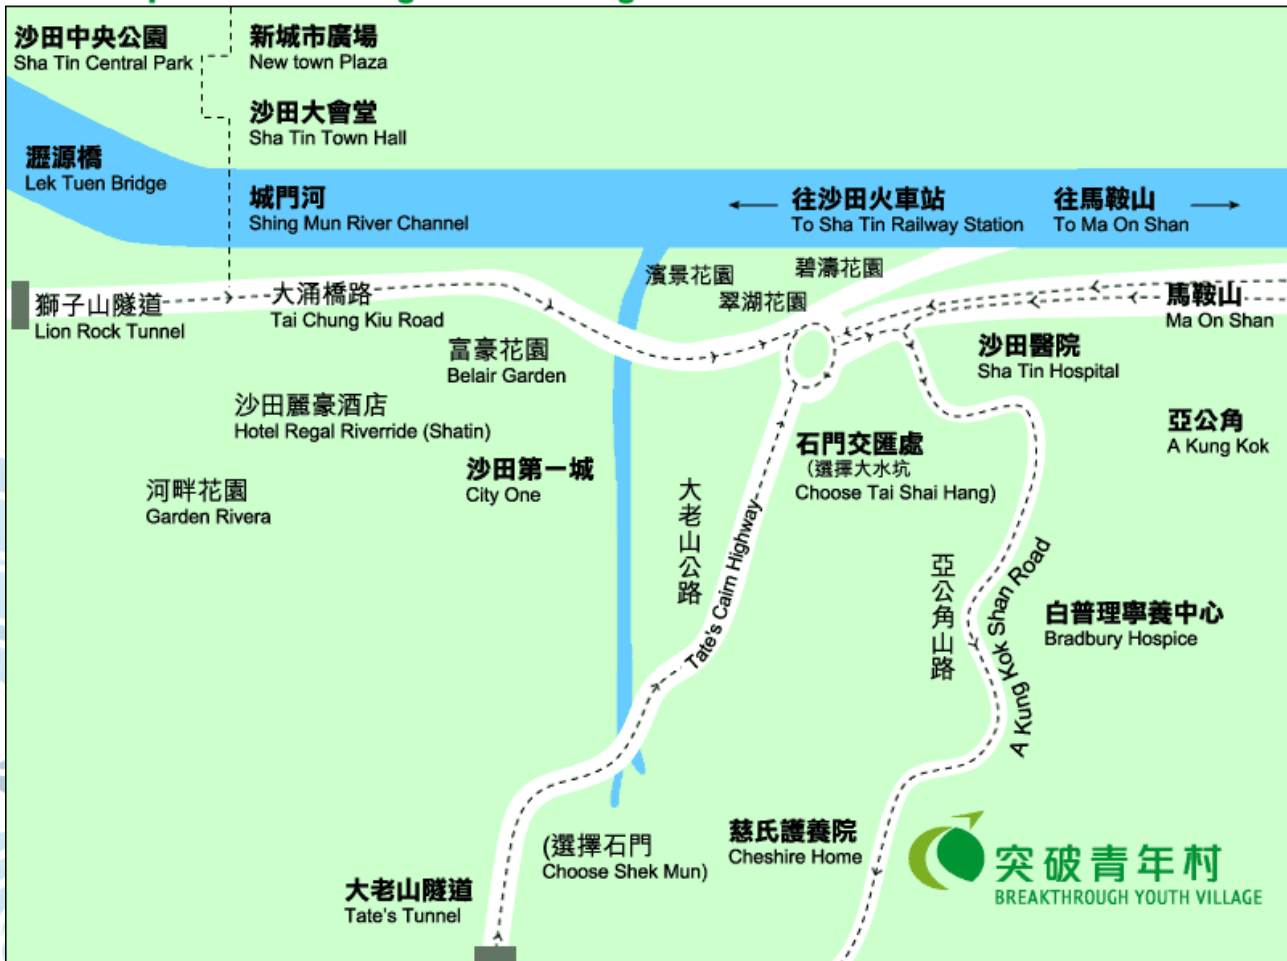 沙田中央公園
Sha Tin Central Park
新城市廣場
New town Plaza
沙田大會堂
Sha Tin Town Hall
瀝源橋
Lek Tuen Bridge
城門河
Shing Mun River Channel
往沙田火車站
To Sha Tin Railway Station
往馬鞍山
To Ma On Shan
濱景花園
碧濤花園
翠湖花園
獅子山隧道
Lion Rock Tunnel
大涌橋路
Tai Chung Kiu Road
馬鞍山
Ma On Shan
富豪花園
Belair Garden
沙田醫院
Sha Tin Hospital
沙田麗豪酒店
Hotel Regal Riverride (Shatin)
亞公角
A Kung Kok
石門交匯處
（選擇大水坑
Choose Tai Shai Hang)
沙田第一城
City One
河畔花園
Garden Rivera
大老山公路
Tate's Cairn Highway
亞公角山路
A Kung Kok Shan Road
白普理寧養中心
Bradbury Hospice
(選擇石門
Choose Shek Mun)
慈氏護養院
Cheshire Home
大老山隧道
Tate's Tunnel
突破青年村
BREAKTHROUGH YOUTH VILLAGE